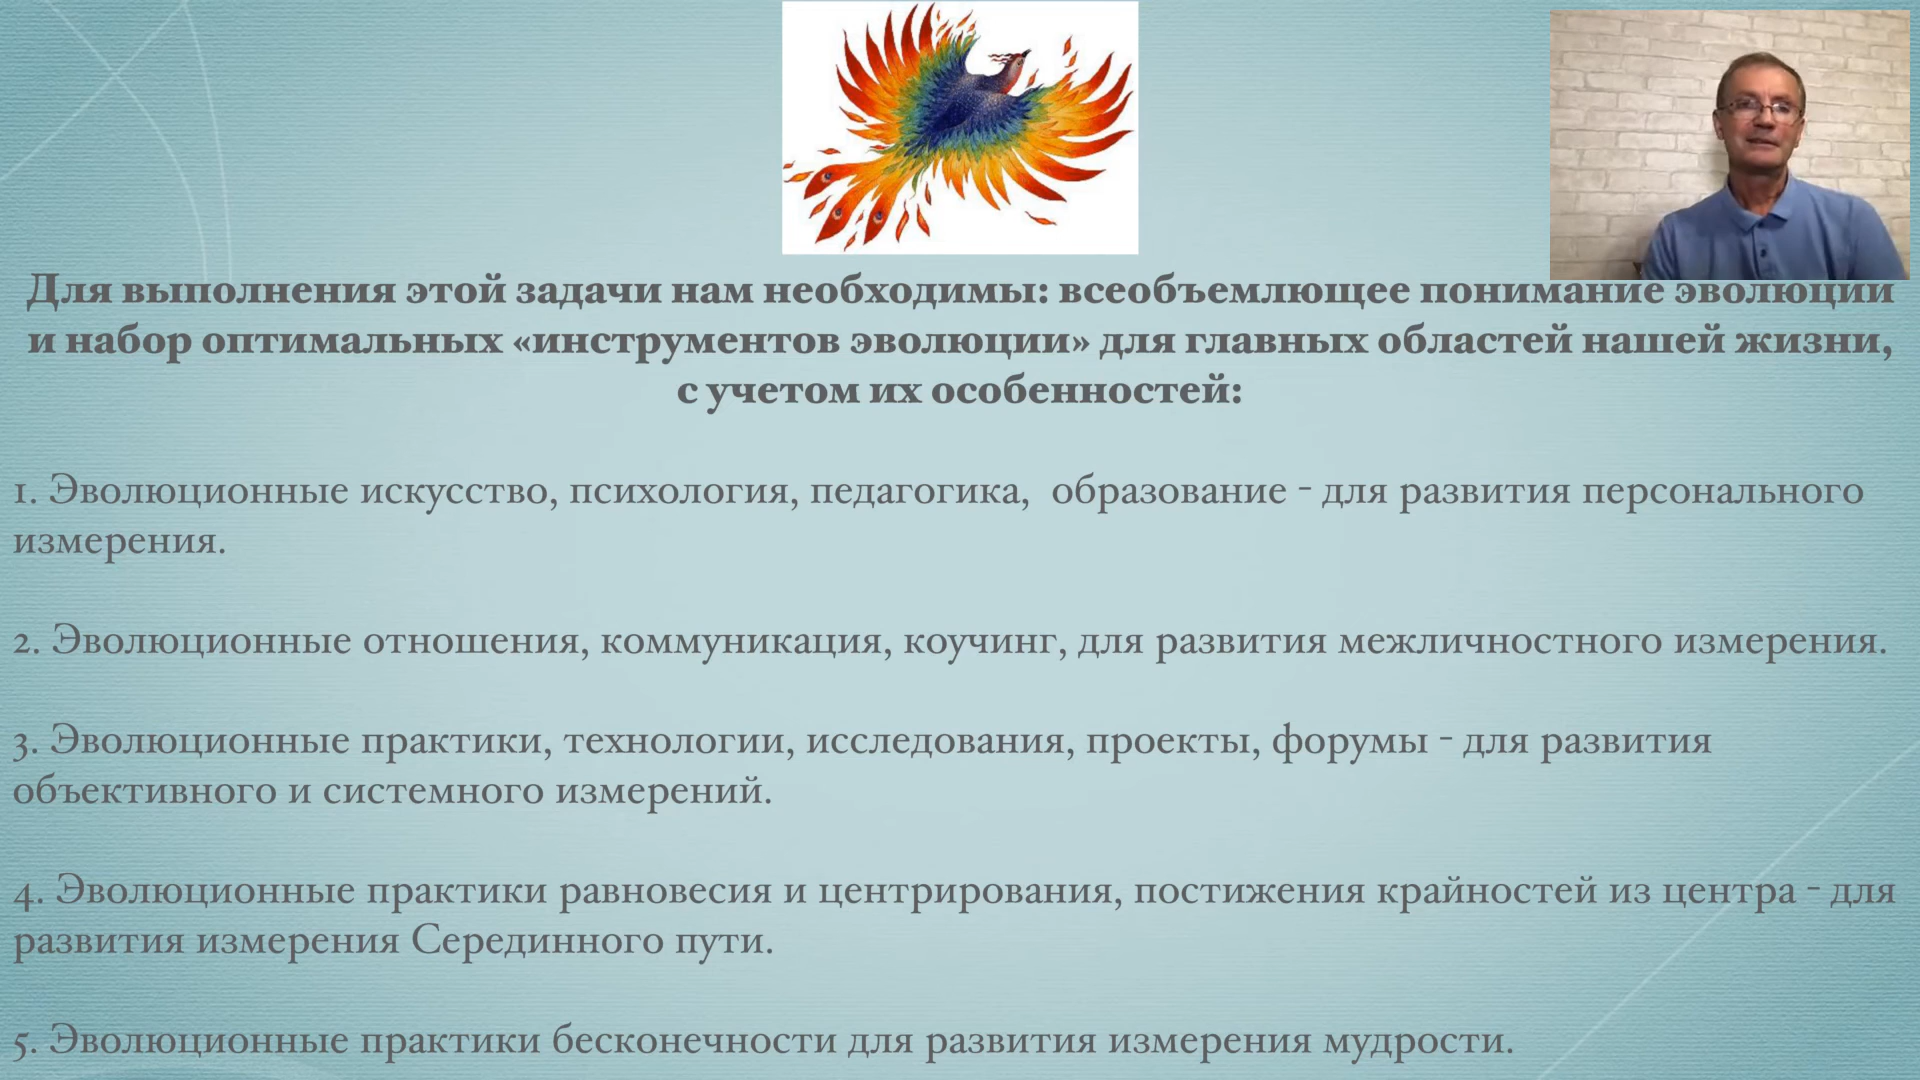 Для выполнения этой задачи нам необходимы: всеобъемлющее понимание эволюции
и набор оптимальных «инструментов эволюции» для главных областей нашей жизни,
с учетом их особенностей:
1. Эволюционные искусство, психология, педагогика, образование - для развития персонального
измерения.
2. Эволюционные отношения, коммуникация, коучинг, для развития межличностного измерения.
3. Эволюционные практики, технологии, исследования, проекты, форумы - для развития
объективного и системного измерений.
4. Эволюционные практики равновесия и центрирования, постижения крайностей из центра - для
развития измерения Серединного пути.
5. Эволюционные практики бесконечности для развития измерения мудрости.